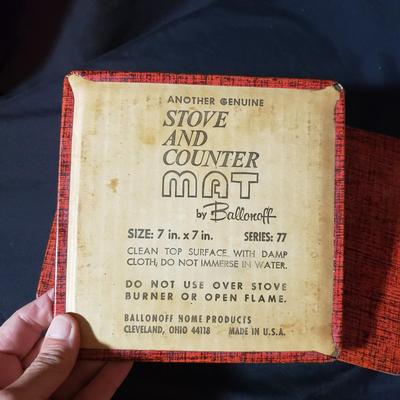 ANOTHER GENUINE
STOVE
AND
COUNTER
MAT
by Ballonoff
SIZE: 7 in. x 7 in. SERIES: 77
CLEAN TOP SURFACE WITH DAMP
CLOTH, DO NOT IMMERSE IN WATER.
DO NOT USE OVER STOVE
BURNER OR OPEN FLAME.
BALLONOFF HOME PRODUCTS
CLEVELAND, OHIO 44118 MADE IN U.S.A.